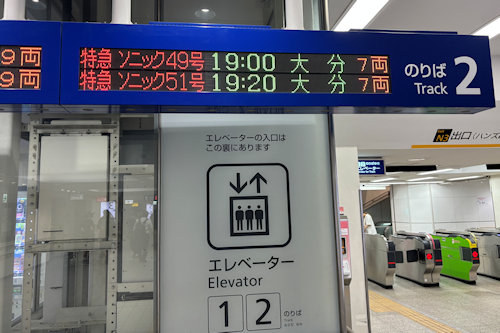 9両
9両
特急 ソニック49号 19:00 大分 7両
特急 ソニック51号 19:20 大分 7両
のりば
Track 2
エレベーターの入口は
この裏にあります
エレベーター
Elevator
1 2 のりば
Track
N3 出口